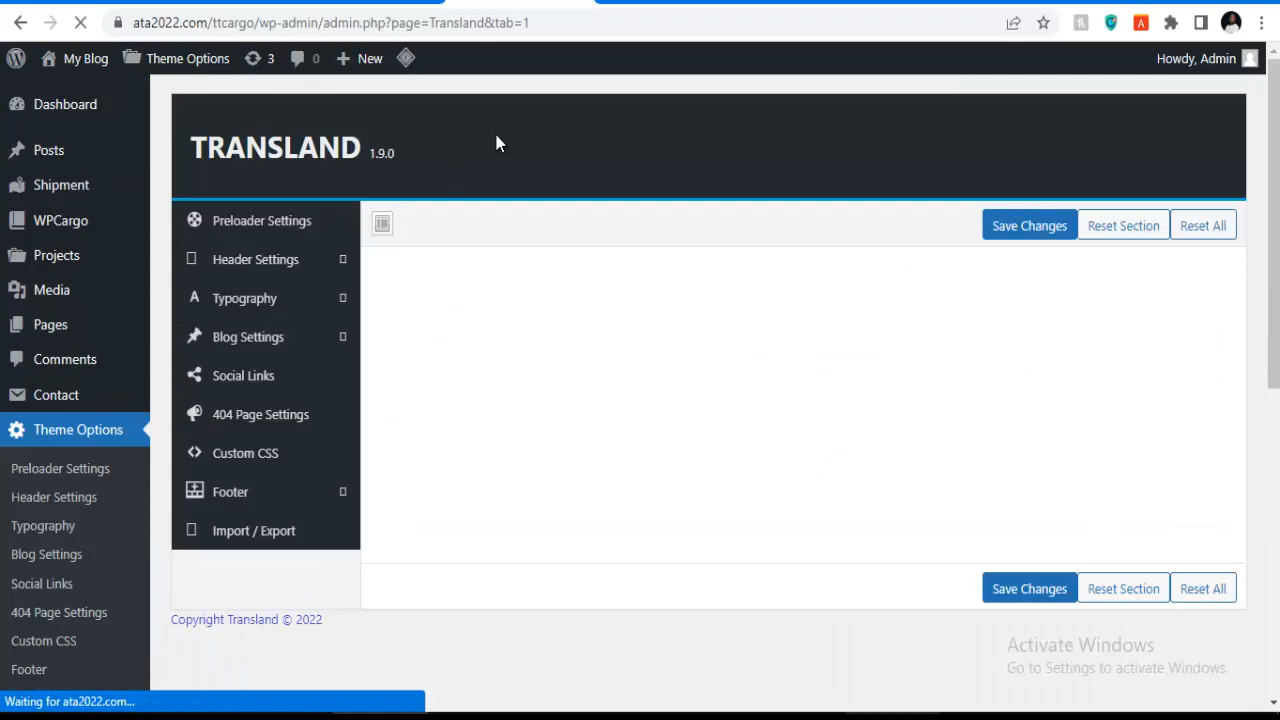 ata2022.com/ttcargo/wp-admin/admin.php?page=Transland&tab=1
My Blog
Theme Options
3
0
New
Howdy, Admin
Dashboard
Posts
Shipment
WPCargo
Projects
Media
Pages
Comments
Contact
Theme Options
Preloader Settings
Header Settings
Typography
Blog Settings
Social Links
404 Page Settings
Custom CSS
Footer
TRANSLAND 1.9.0
Preloader Settings
Header Settings
Typography
Blog Settings
Social Links
404 Page Settings
Custom CSS
Footer
Import / Export
Save Changes
Reset Section
Reset All
Save Changes
Reset Section
Reset All
Copyright Transland © 2022
Activate Windows
Go to Settings to activate Windows.
Waiting for ata2022.com...